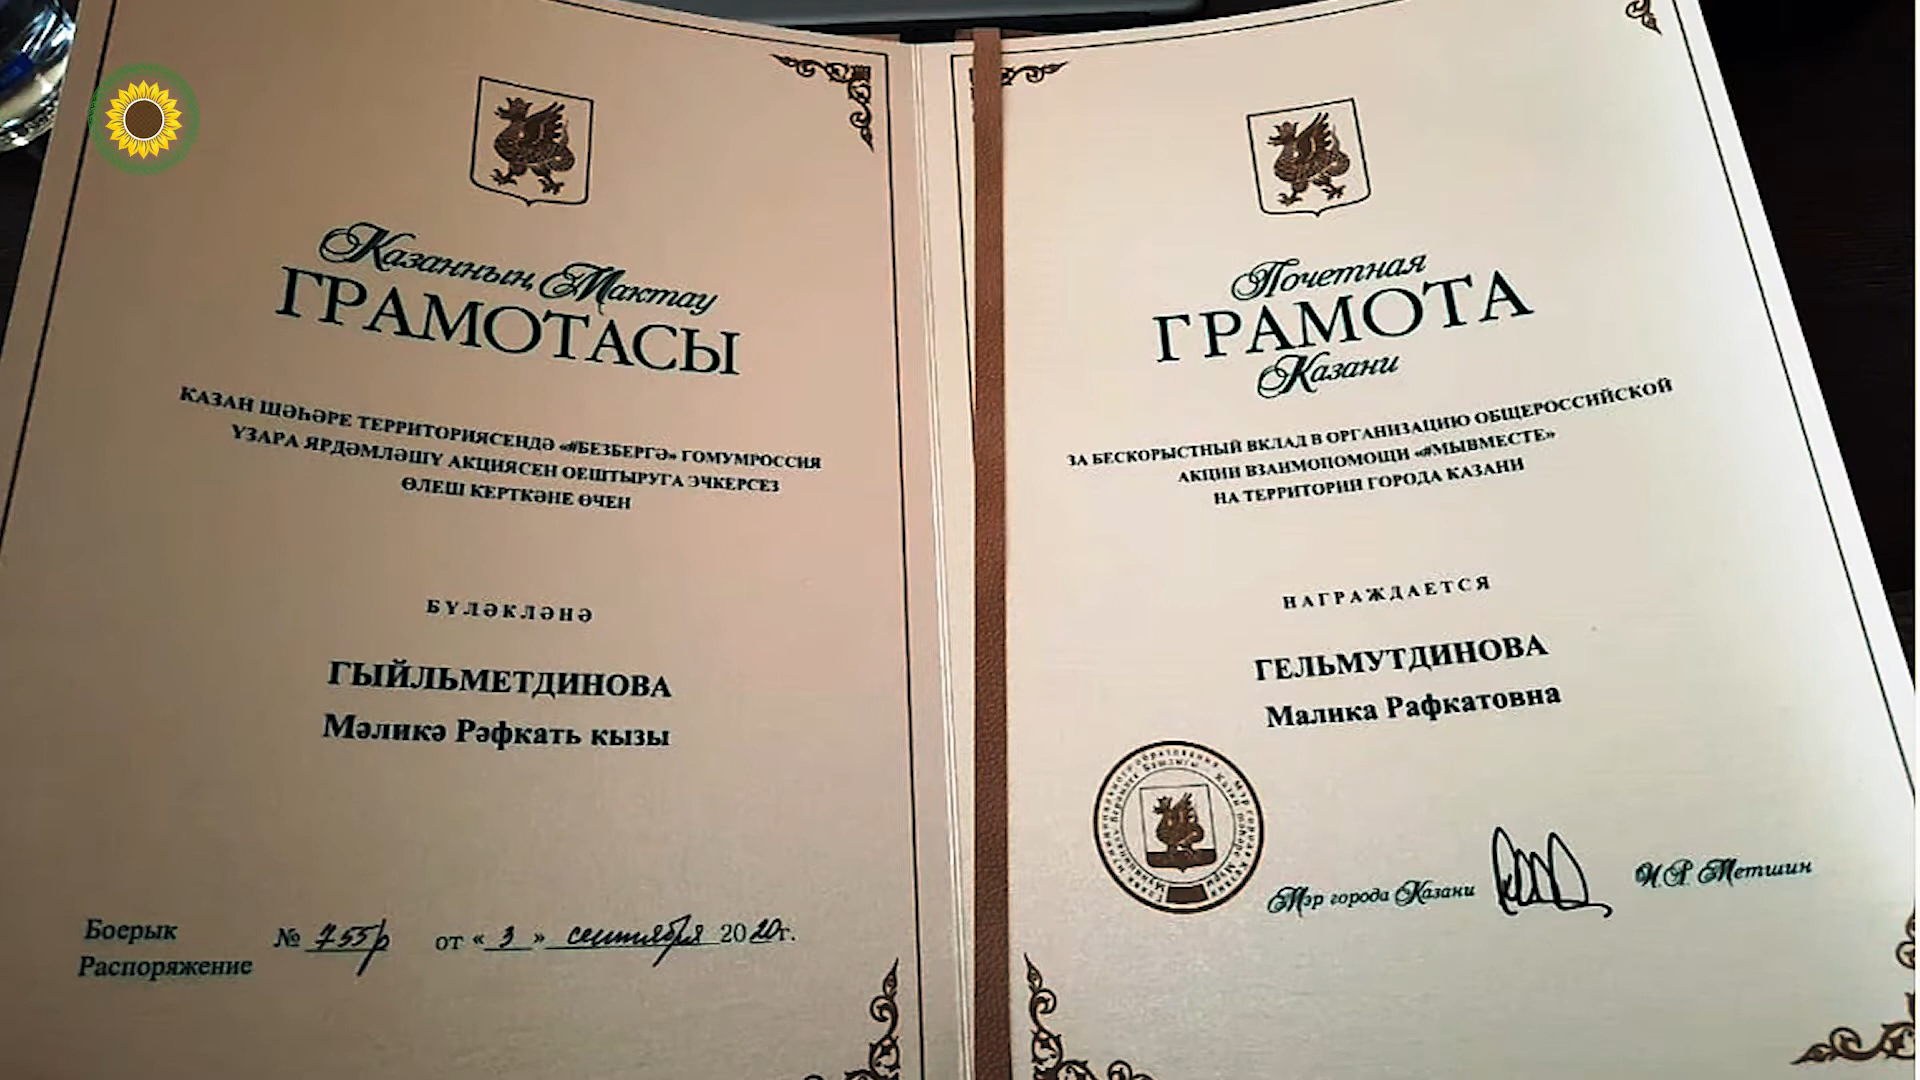 Казанның Мактау
ГРАМОТАСЫ
КАЗАН ШӘҺӘРЕ ТЕРРИТОРИЯСЕНДӘ «#БЕЗБЕРГӘ» ГОМУМРОССИЯ
ҮЗАРА ЯРДӘМЛӘШҮ АКЦИЯСЕН ОЕШТЫРУГА ЭЧКЕРСЕЗ
ӨЛЕШ КЕРТКӘНЕ ӨЧЕН
БҮЛӘКЛӘНӘ
ГЫЙЛЬМЕТДИНОВА
Мәликә Рәфкать кызы
Боерык
Распоряжение
№ 755р от «3» сентября 2020г.
Почетная
ГРАМОТА
Казани
ЗА БЕСКОРЫСТНЫЙ ВКЛАД В ОРГАНИЗАЦИЮ ОБЩЕРОССИЙСКОЙ
АКЦИИ ВЗАИМОПОМОЩИ «#МЫВМЕСТЕ»
НА ТЕРРИТОРИИ ГОРОДА КАЗАНИ
НАГРАЖДАЕТСЯ
ГЕЛЬМУТДИНОВА
Малика Рафкатовна
Мэр города Казани И.Р. Метшин